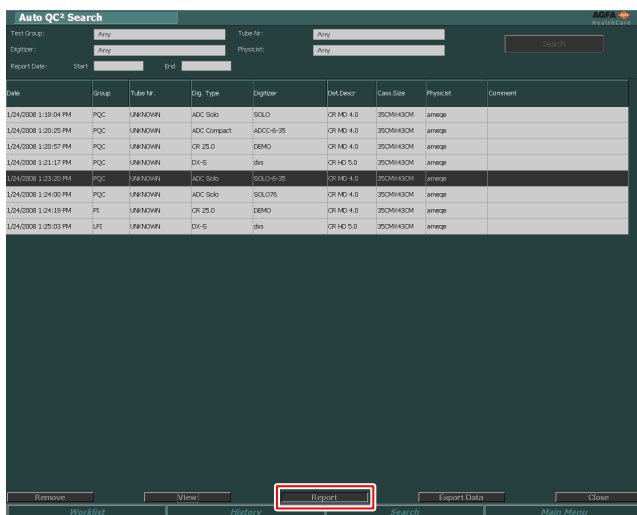 Auto QC² Search
AGFA
HealthCare
Test Group: Any Tube Nr: Any
Digitizer: Any Physicist: Any
Search
Report Date: Start End
Date Group Tube Nr. Dig. Type Digitizer Det.Descr Cass.Size Physicist Comment
1/24/2008 1:19:04 PM PQC UNKNOWN ADC Solo SOLO CR MD 4.0 35CMX43CM ameqe
1/24/2008 1:20:25 PM PQC UNKNOWN ADC Compact ADCC-6-35 CR MD 4.0 35CMX43CM ameqe
1/24/2008 1:20:57 PM PQC UNKNOWN CR 25.0 DEMO CR MD 4.0 35CMX43CM ameqe
1/24/2008 1:21:17 PM PQC UNKNOWN DX-S dxs CR HD 5.0 35CMX43CM ameqe
1/24/2008 1:23:20 PM PQC UNKNOWN ADC Solo SOLO-6-35 CR MD 4.0 35CMX43CM ameqe
1/24/2008 1:24:00 PM PQC UNKNOWN ADC Solo SOLO76 CR MD 4.0 35CMX43CM ameqe
1/24/2008 1:24:19 PM PI UNKNOWN CR 25.0 DEMO CR MD 4.0 35CMX43CM ameqe
1/24/2008 1:25:03 PM LFI UNKNOWN DX-S dxs CR HD 5.0 35CMX43CM ameqe
Remove View Report Export Data Close
Worklist History Search Main Menu